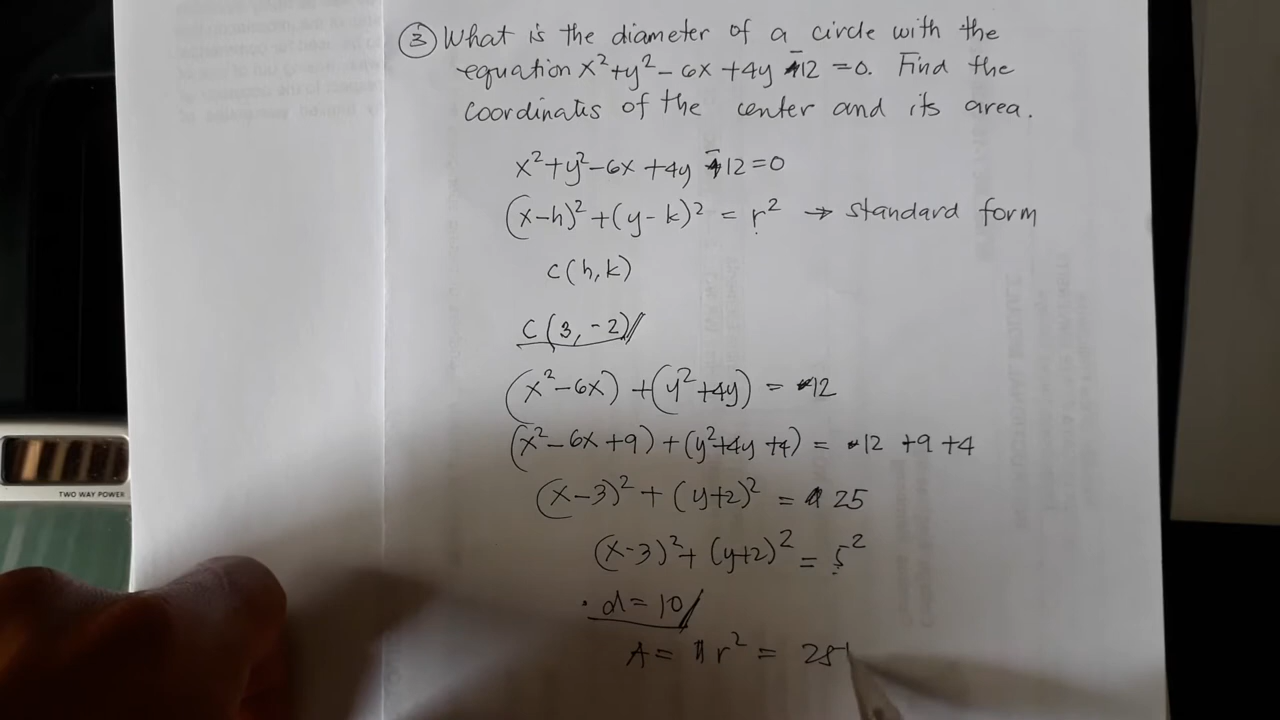 ③ What is the diameter of a circle with the
equation x²+y²-6x+4y-12=0. Find the
coordinates of the center and its area.
x²+y²-6x+4y-12=0
(x-h)²+(y-k)² = r² → standard form
C(h,k)
C(3,-2)//
(x²-6x)+(y²+4y) = 12
(x²-6x+9)+(y²+4y+4) = 12+9+4
(x-3)²+(y+2)² = 25
(x-3)²+(y+2)² = 5²
TWO WAY POWER
d=10//
A = πr² = 25